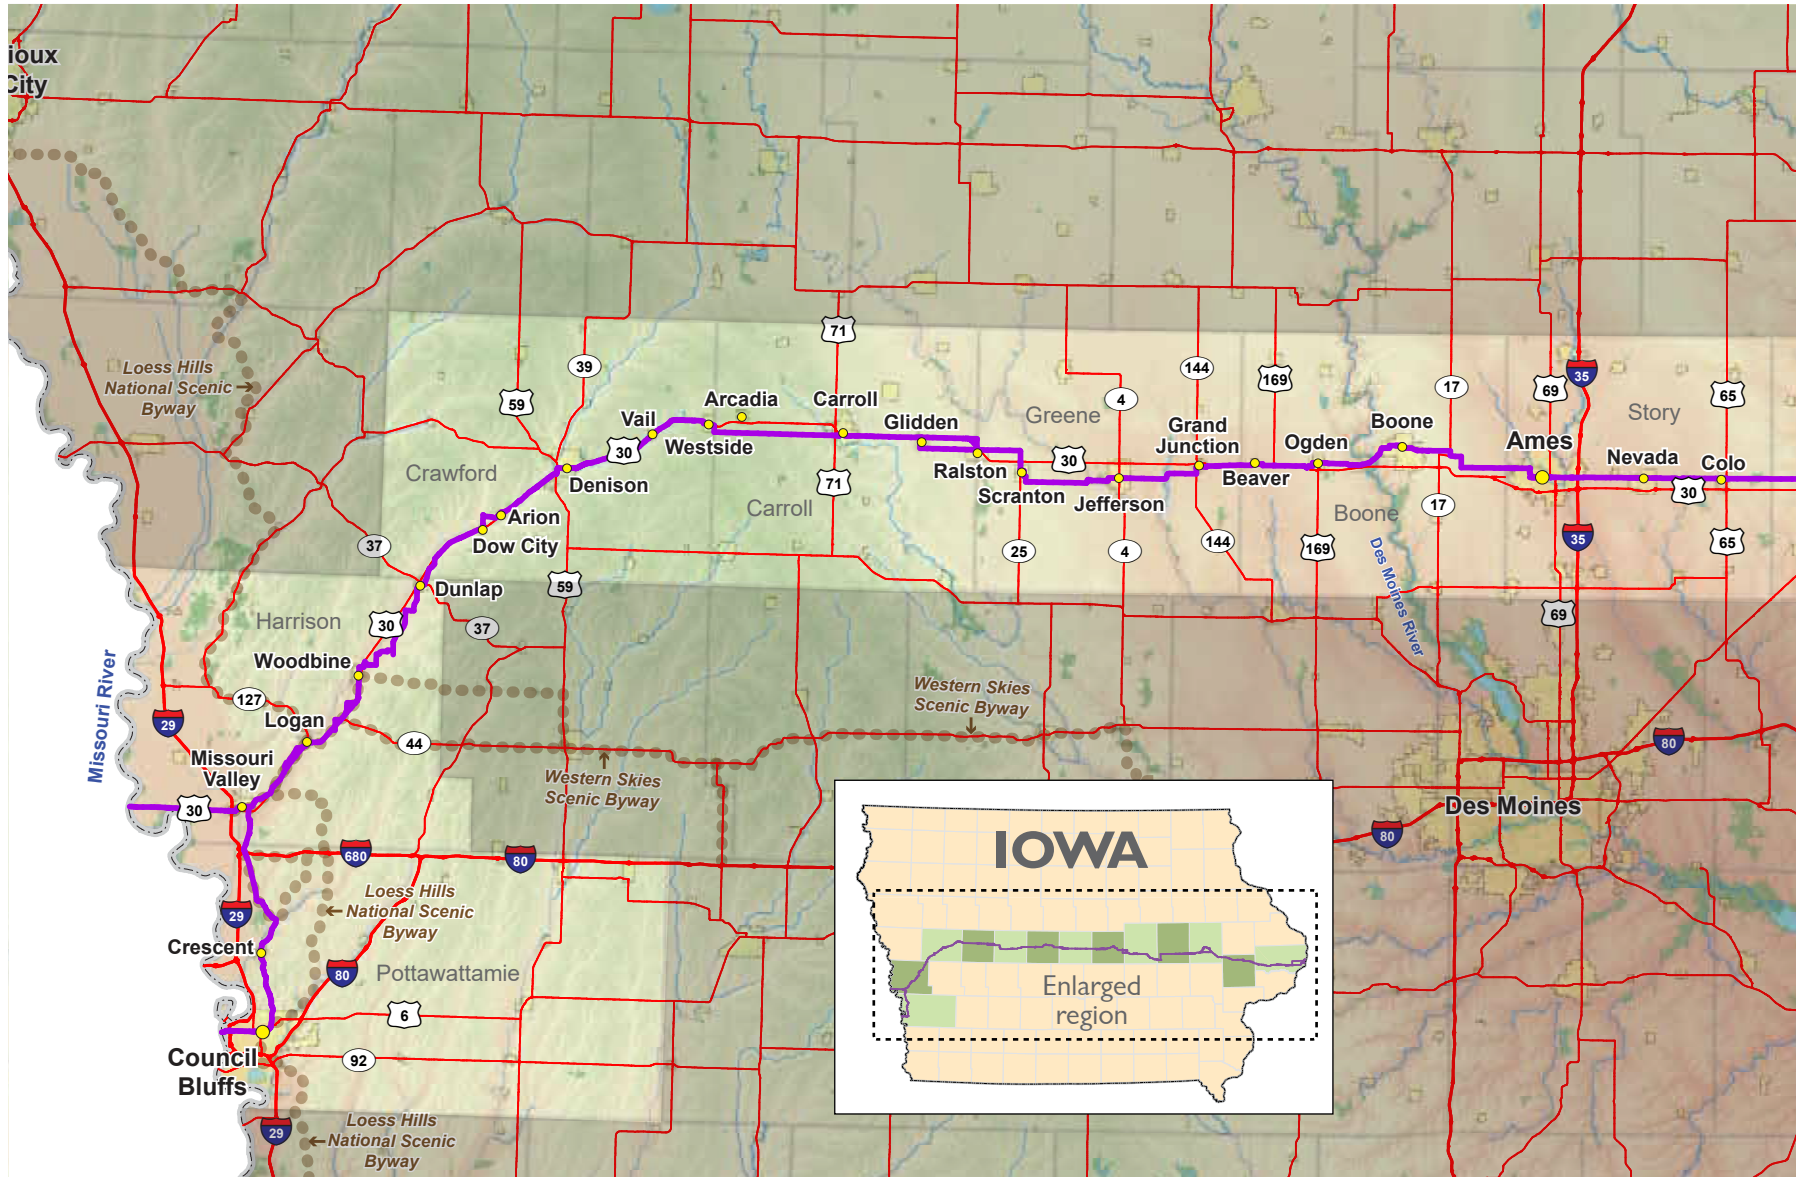 ioux
City
71
39
144
169
4
17
69
35
65
59
Loess Hills
National Scenic
Byway
Arcadia
Carroll
Vail
Glidden
Greene
Grand
Junction
Boone
Story
Westside
30
Ogden
Ames
Crawford
Denison
Ralston
30
Beaver
Nevada
Colo
Carroll
71
Scranton
Jefferson
Boone
17
30
Arion
Dow City
37
25
4
144
169
35
65
Des Moines River
Dunlap
59
69
Harrison
30
37
Woodbine
Missouri River
127
Logan
29
44
Western Skies
Scenic Byway
80
Missouri
Valley
Western Skies
Scenic Byway
30
Des Moines
80
680
80
IOWA
Loess Hills
National Scenic
Byway
29
Crescent
80
Pottawattamie
Enlarged
region
6
Council
Bluffs
92
Loess Hills
National Scenic
Byway
29